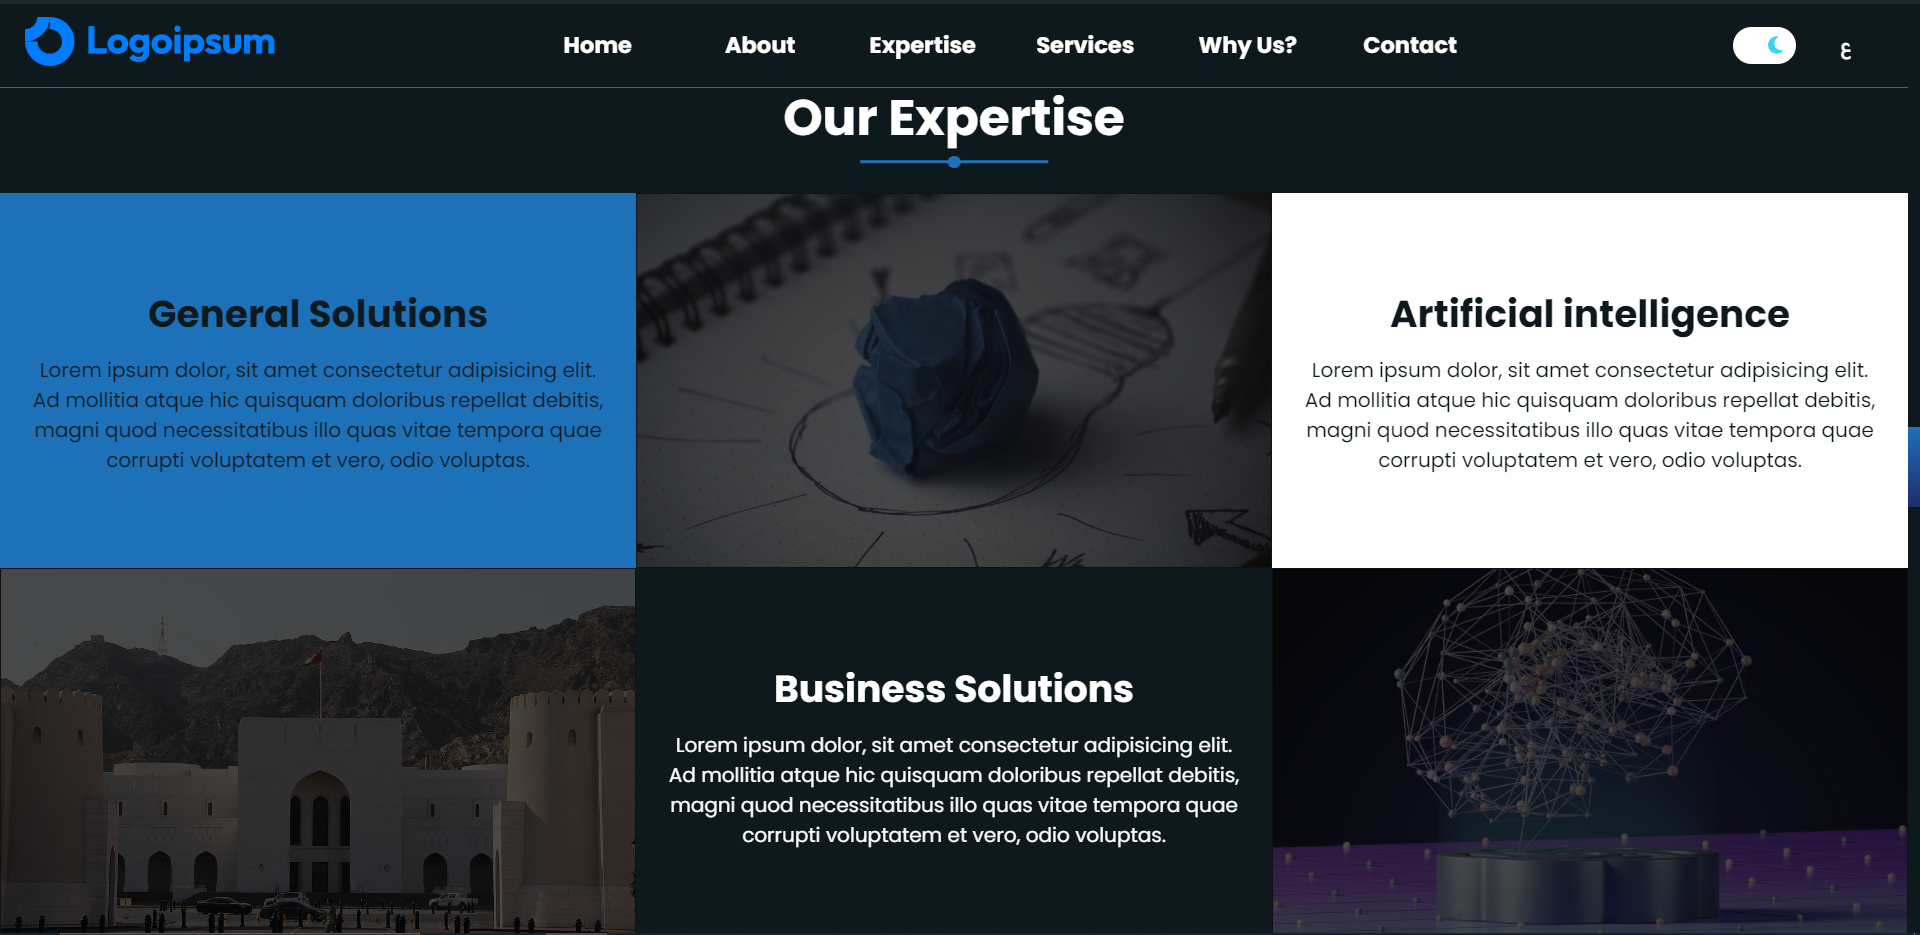 Logoipsum
Home
About
Expertise
Services
Why Us?
Contact
ع
Our Expertise
General Solutions
Lorem ipsum dolor, sit amet consectetur adipisicing elit.
Ad mollitia atque hic quisquam doloribus repellat debitis,
magni quod necessitatibus illo quas vitae tempora quae
corrupti voluptatem et vero, odio voluptas.
Artificial intelligence
Lorem ipsum dolor, sit amet consectetur adipisicing elit.
Ad mollitia atque hic quisquam doloribus repellat debitis,
magni quod necessitatibus illo quas vitae tempora quae
corrupti voluptatem et vero, odio voluptas.
Business Solutions
Lorem ipsum dolor, sit amet consectetur adipisicing elit.
Ad mollitia atque hic quisquam doloribus repellat debitis,
magni quod necessitatibus illo quas vitae tempora quae
corrupti voluptatem et vero, odio voluptas.